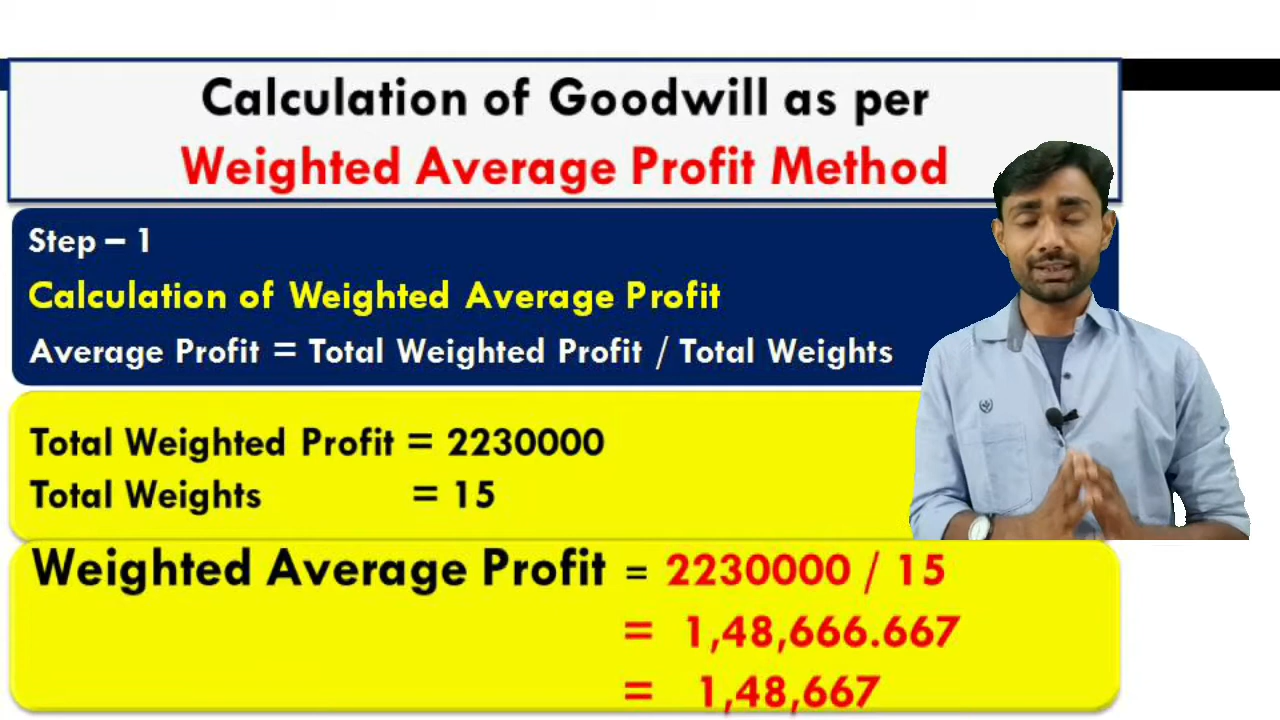 Calculation of Goodwill as per
Weighted Average Profit Method
Step – 1
Calculation of Weighted Average Profit
Average Profit = Total Weighted Profit / Total Weights
Total Weighted Profit = 2230000
Total Weights = 15
Weighted Average Profit = 2230000 / 15
= 1,48,666.667
= 1,48,667